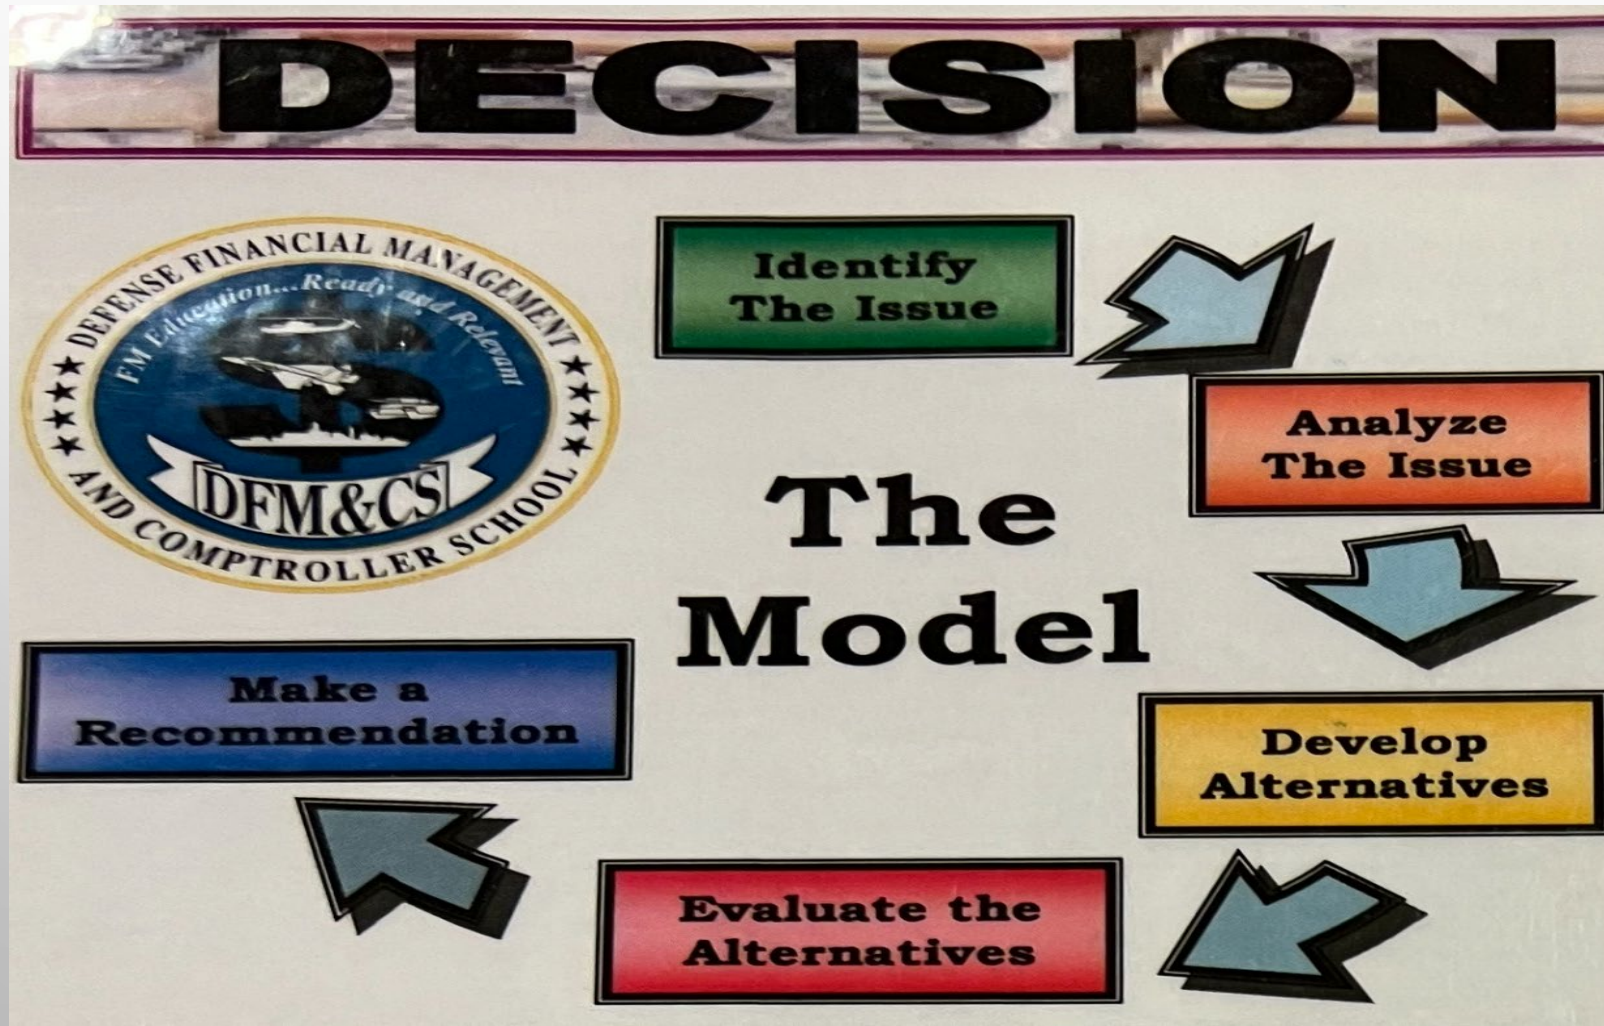 DECISION
DEFENSE FINANCIAL MANAGEMENT
FM Education...Ready and Relevant
DFM&CS
AND COMPTROLLER SCHOOL
Identify
The Issue
Analyze
The Issue
The
Model
Develop
Alternatives
Make a
Recommendation
Evaluate the
Alternatives